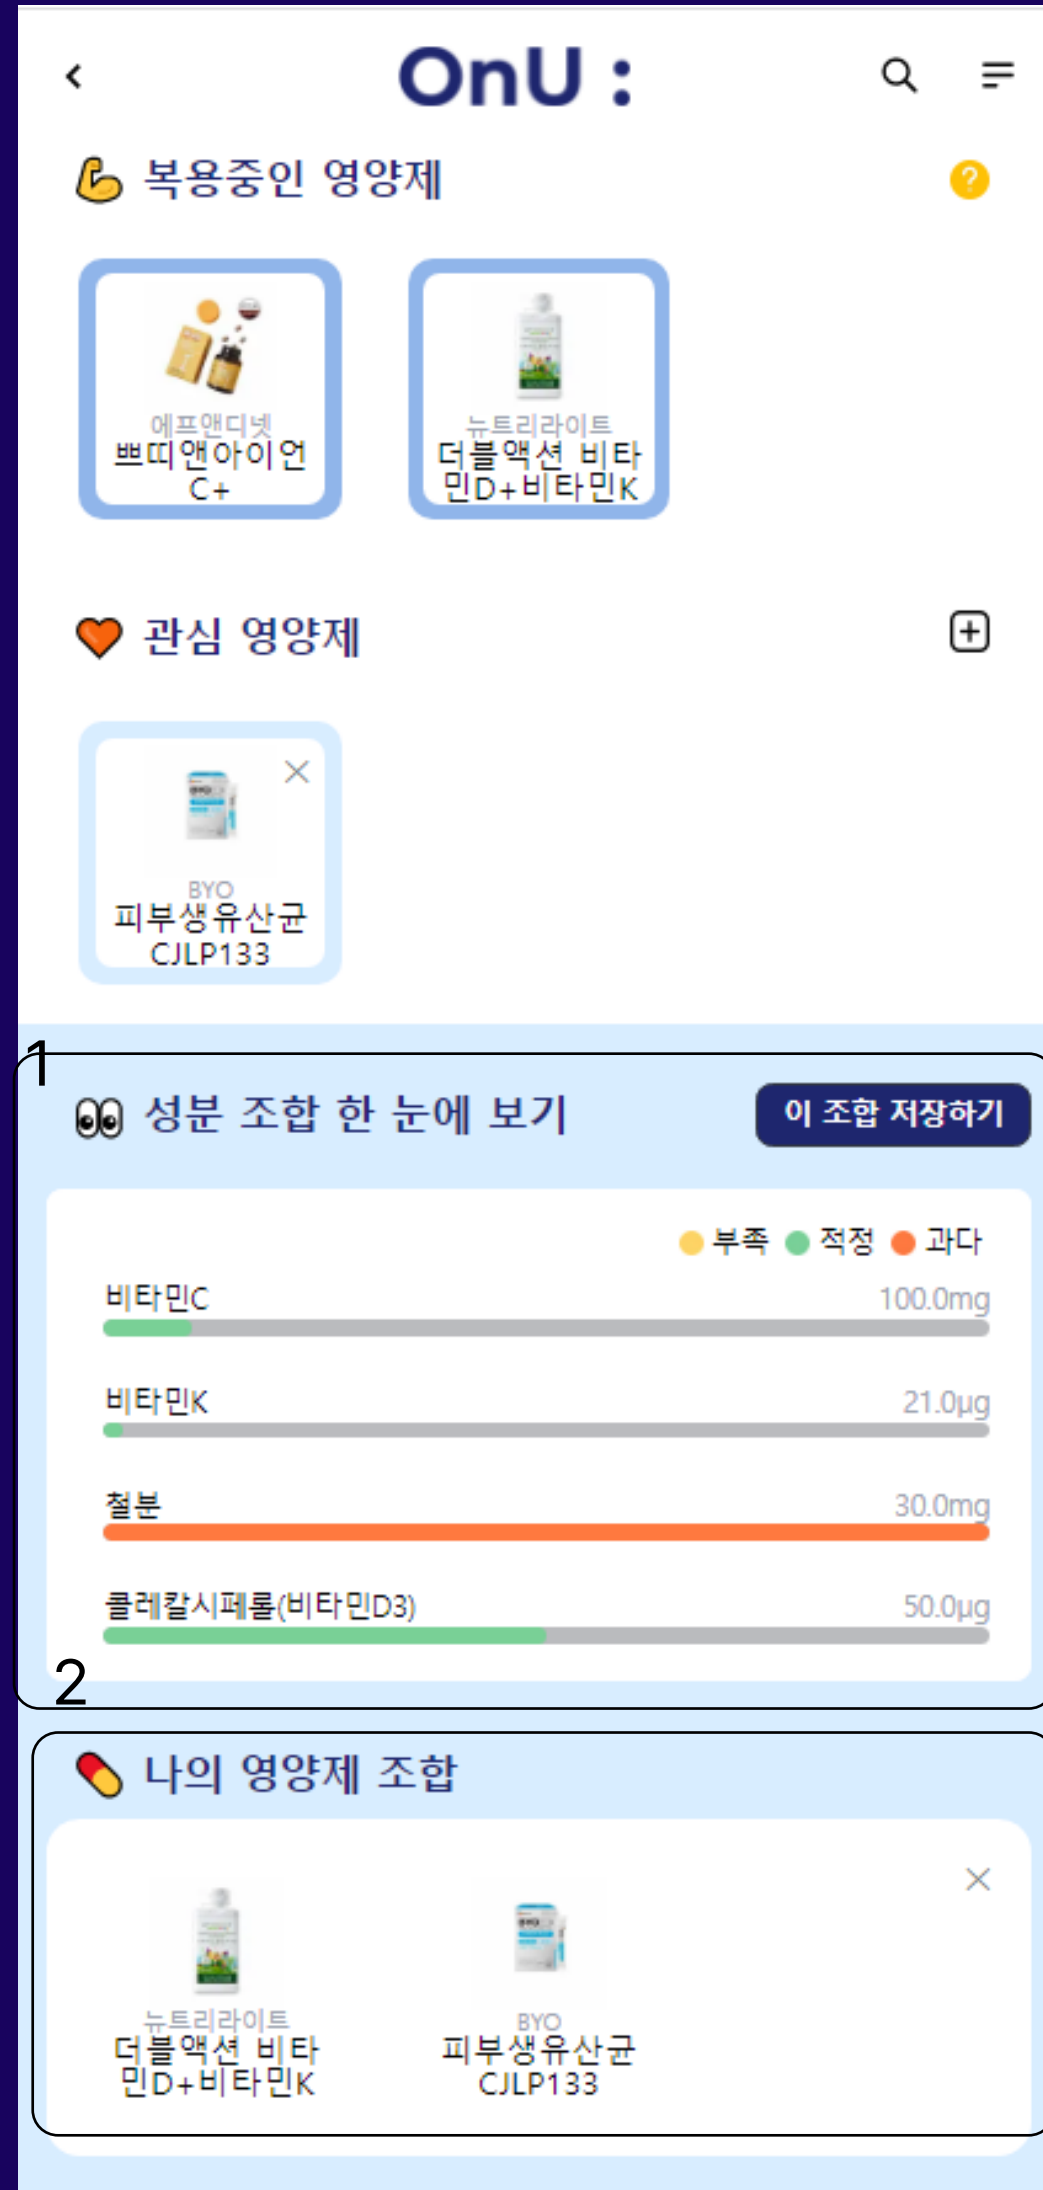 OnU :
복용중인 영양제
?
에프앤디넷
쁘띠앤아이언
C+
뉴트리라이트
더블액션 비타
민D+비타민K
관심 영양제
BYO
피부생유산균
CJLP133
1
성분 조합 한 눈에 보기
이 조합 저장하기
부족 적정 과다
비타민C 100.0mg
비타민K 21.0μg
철분 30.0mg
콜레칼시페롤(비타민D3) 50.0μg
2
나의 영양제 조합
뉴트리라이트
더블액션 비타
민D+비타민K
BYO
피부생유산균
CJLP133